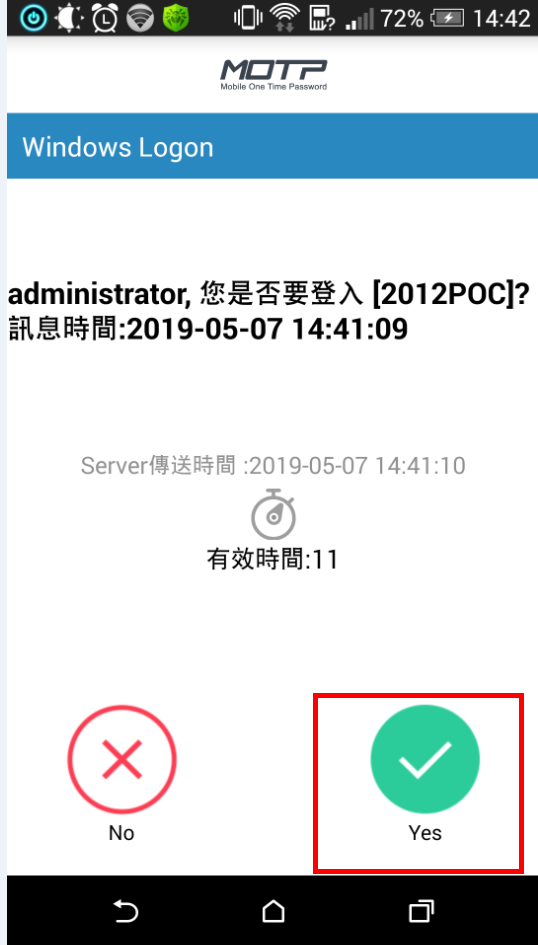 72% 14:42
MOTP
Mobile One Time Password
Windows Logon
administrator, 您是否要登入 [2012POC]?
訊息時間:2019-05-07 14:41:09
Server傳送時間 :2019-05-07 14:41:10
有效時間:11
No Yes